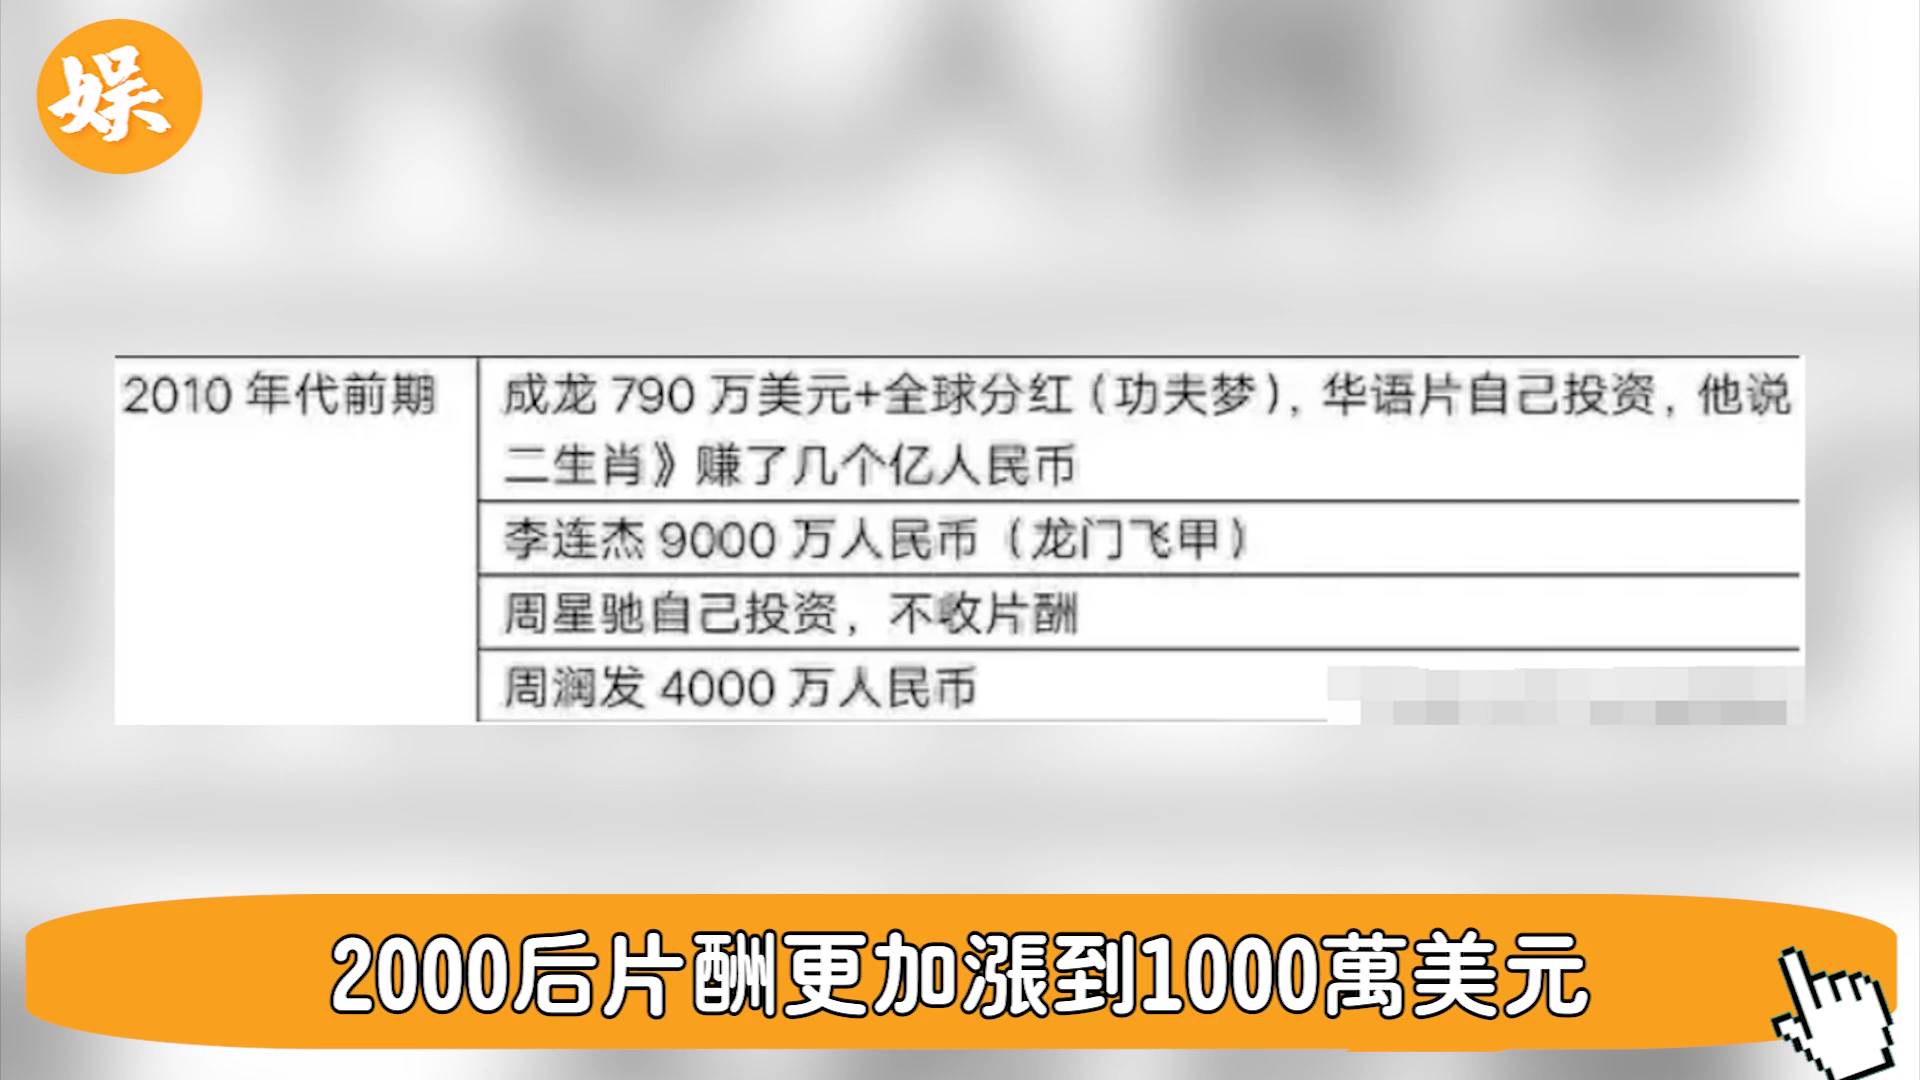 娱
2010 年代前期
成龙 790 万美元+全球分红（功夫梦），华语片自己投资，他说
二生肖》赚了几个亿人民币
李连杰 9000 万人民币（龙门飞甲）
周星驰自己投资，不收片酬
周润发 4000 万人民币
2000后片酬更加漲到1000萬美元